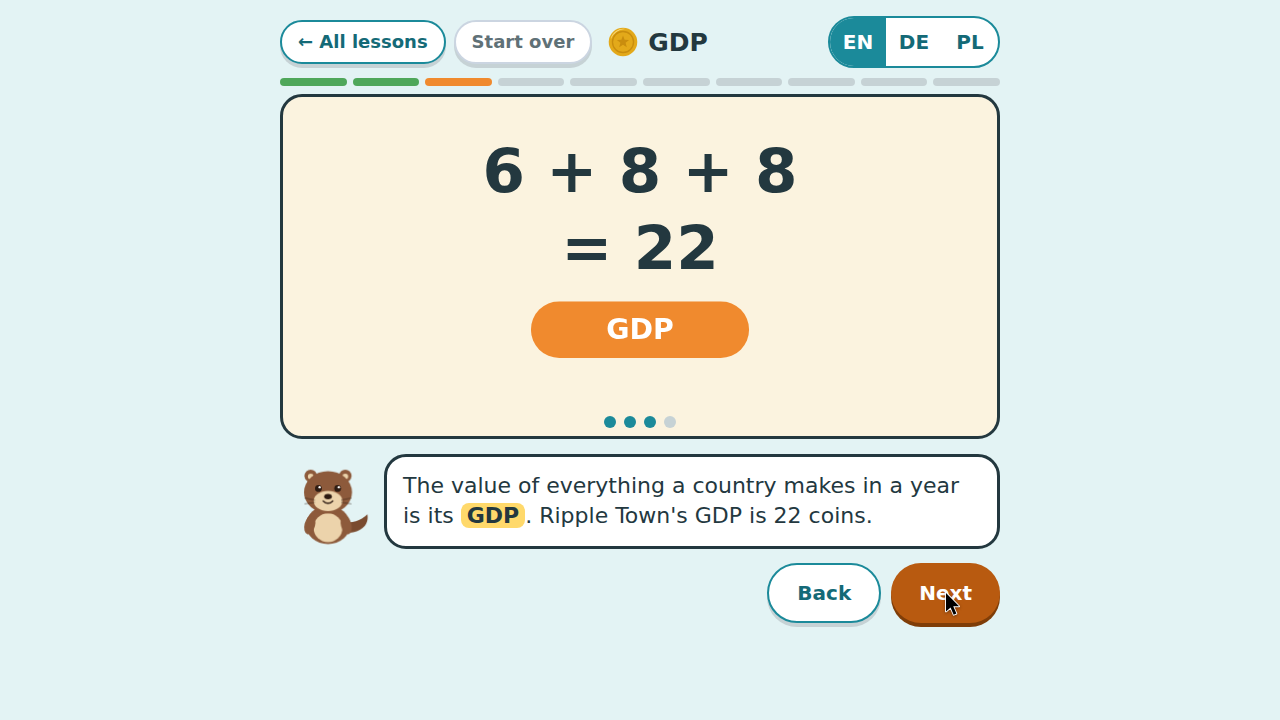 ← All lessons
Start over
GDP
EN
DE
PL
6 + 8 + 8
= 22
GDP
The value of everything a country makes in a year
is its GDP. Ripple Town's GDP is 22 coins.
Back
Next